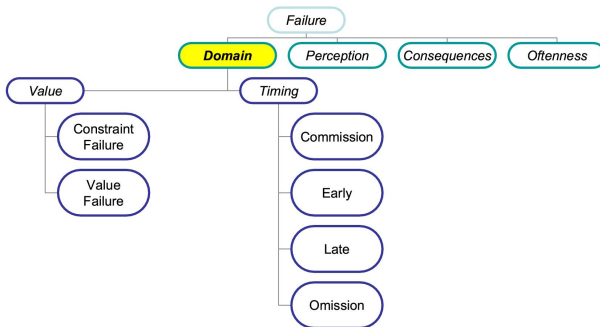 Failure
Domain
Perception
Consequences
Oftenness
Value
Timing
Constraint
Failure
Value
Failure
Commission
Early
Late
Omission